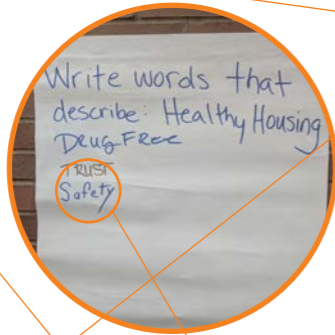 Write words that
describe: Healthy Housing
DRUG FREE
TRUST
Safety